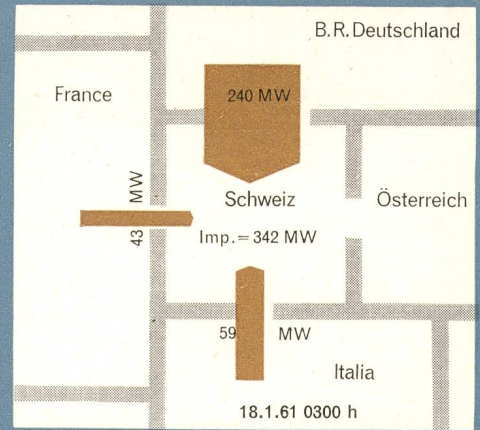 B.R. Deutschland
France
240 MW
43 MW
Schweiz
Österreich
Imp. = 342 MW
59 MW
Italia
18.1.61 0300 h